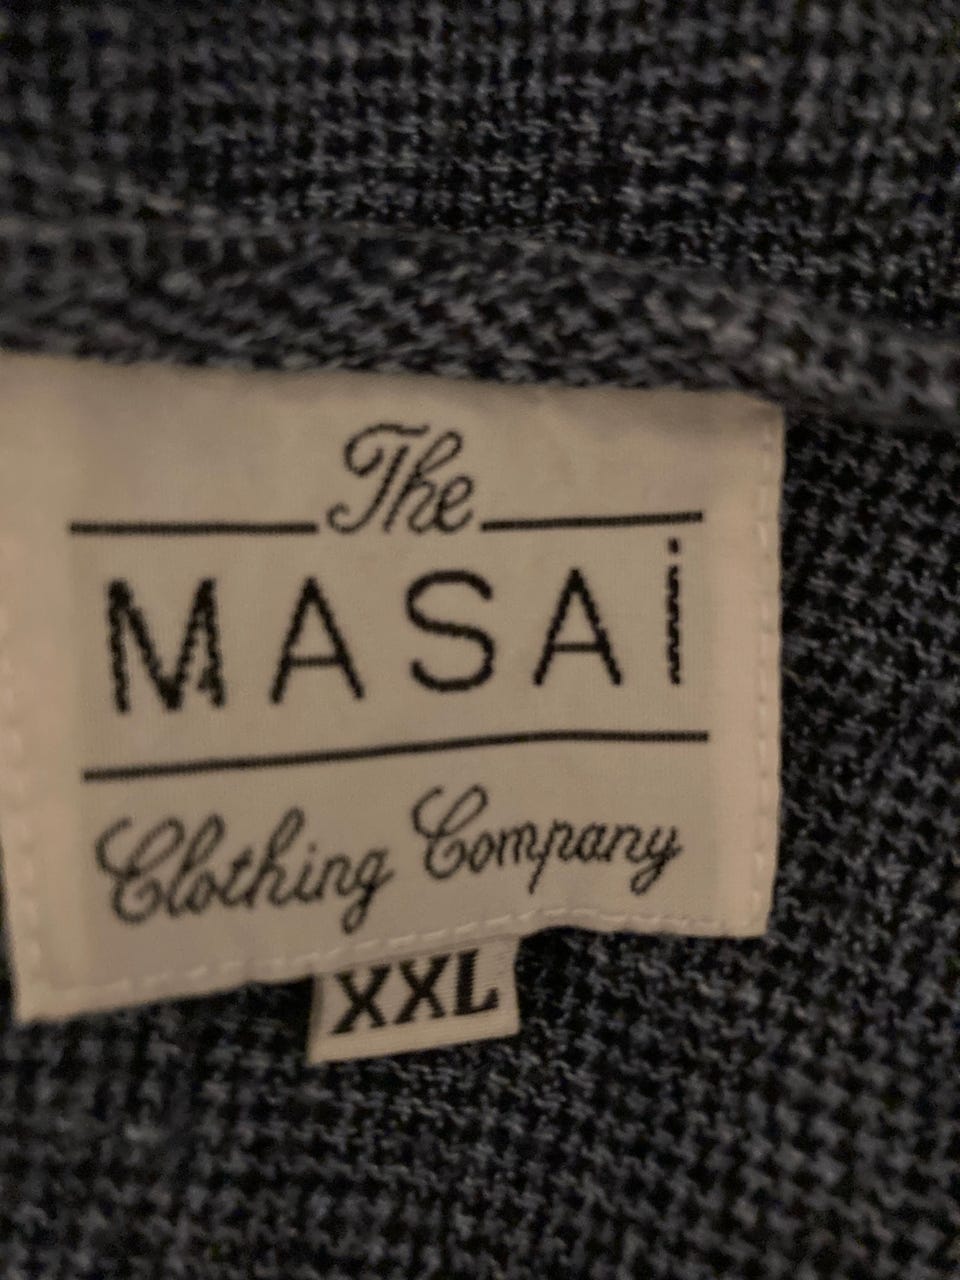 The
MASAi
Clothing Company
XXL